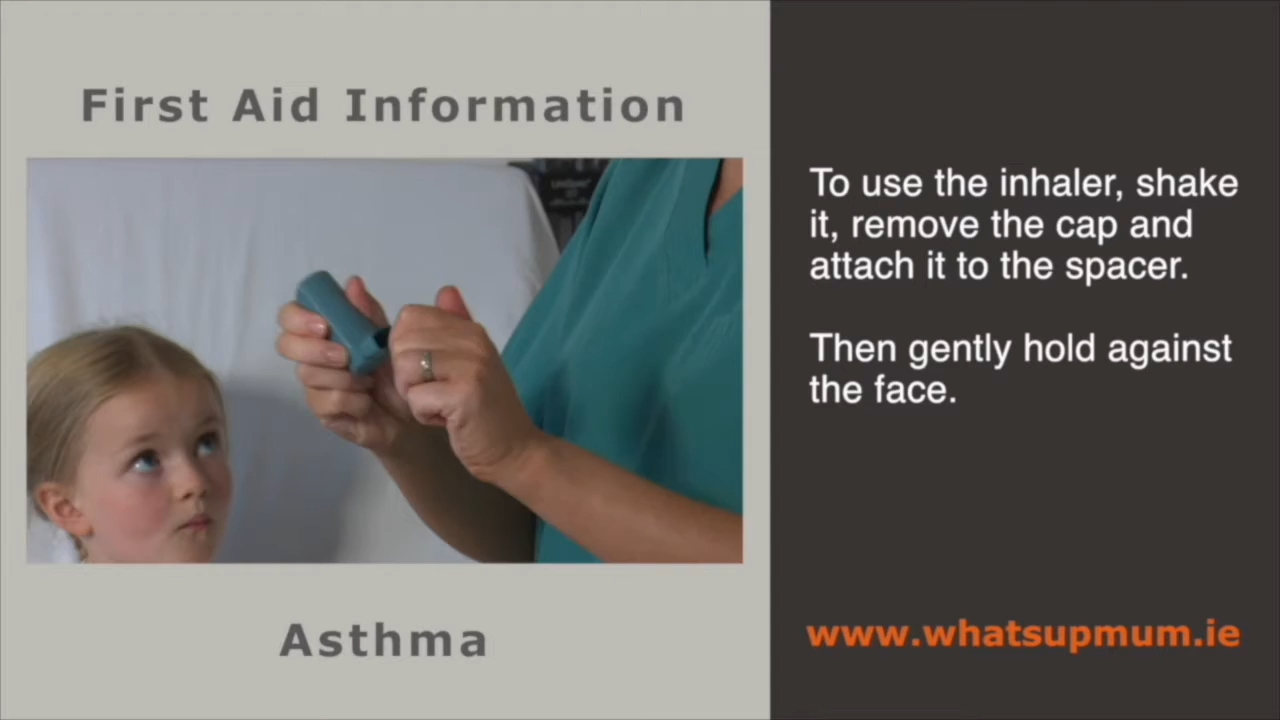 First Aid Information
To use the inhaler, shake
it, remove the cap and
attach it to the spacer.
Then gently hold against
the face.
Asthma
www.whatsupmum.ie